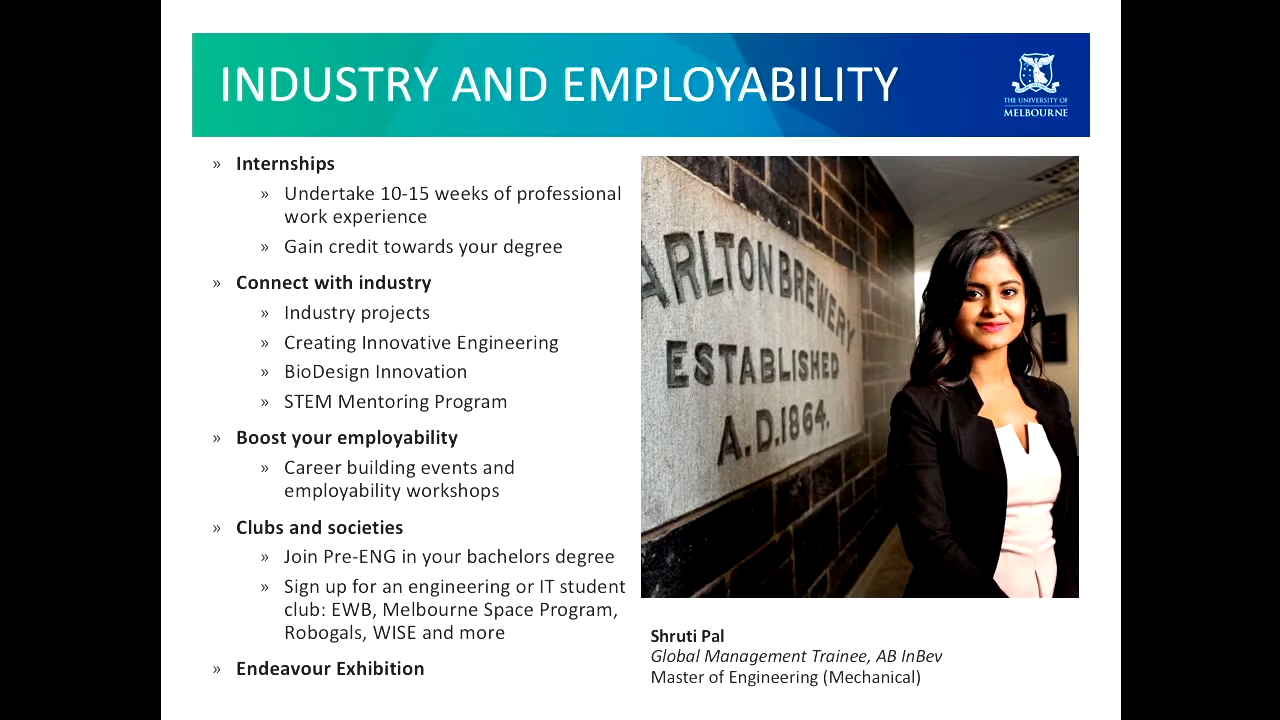 INDUSTRY AND EMPLOYABILITY
THE UNIVERSITY OF
MELBOURNE
» Internships
» Undertake 10-15 weeks of professional
work experience
» Gain credit towards your degree
» Connect with industry
» Industry projects
» Creating Innovative Engineering
» BioDesign Innovation
» STEM Mentoring Program
» Boost your employability
» Career building events and
employability workshops
» Clubs and societies
» Join Pre-ENG in your bachelors degree
» Sign up for an engineering or IT student
club: EWB, Melbourne Space Program,
Robogals, WISE and more
» Endeavour Exhibition
ARLTON BREWERY
ESTABLISHED
A.D.1864.
Shruti Pal
Global Management Trainee, AB InBev
Master of Engineering (Mechanical)